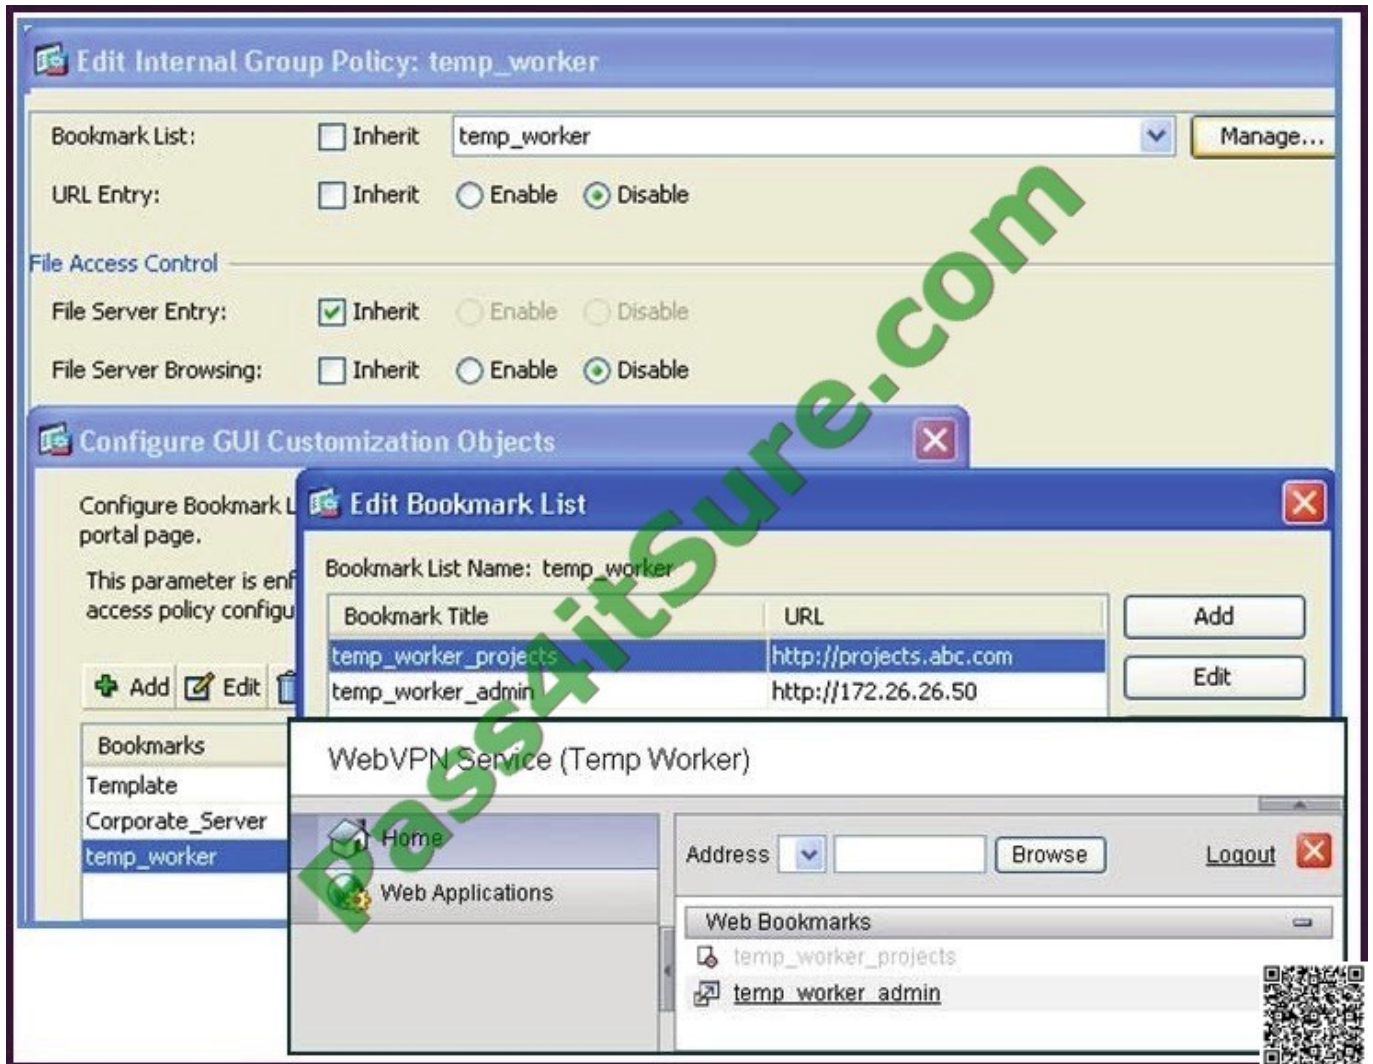 Edit Internal Group Policy: temp_worker
Bookmark List: Inherit temp_worker Manage...
URL Entry: Inherit Enable Disable
File Access Control
File Server Entry: Inherit Enable Disable
File Server Browsing: Inherit Enable Disable
Configure GUI Customization Objects
Configure Bookmark L
portal page.
This parameter is enf
access policy configu
Add Edit
Bookmarks
Template
Corporate_Server
temp_worker
Edit Bookmark List
Bookmark List Name: temp_worker
Bookmark Title URL
temp_worker_projects http://projects.abc.com
temp_worker_admin http://172.26.26.50
Add
Edit
WebVPN Service (Temp Worker)
Home
Web Applications
Address Browse Logout
Web Bookmarks
temp_worker_projects
temp_worker_admin
Pass4itSure.com